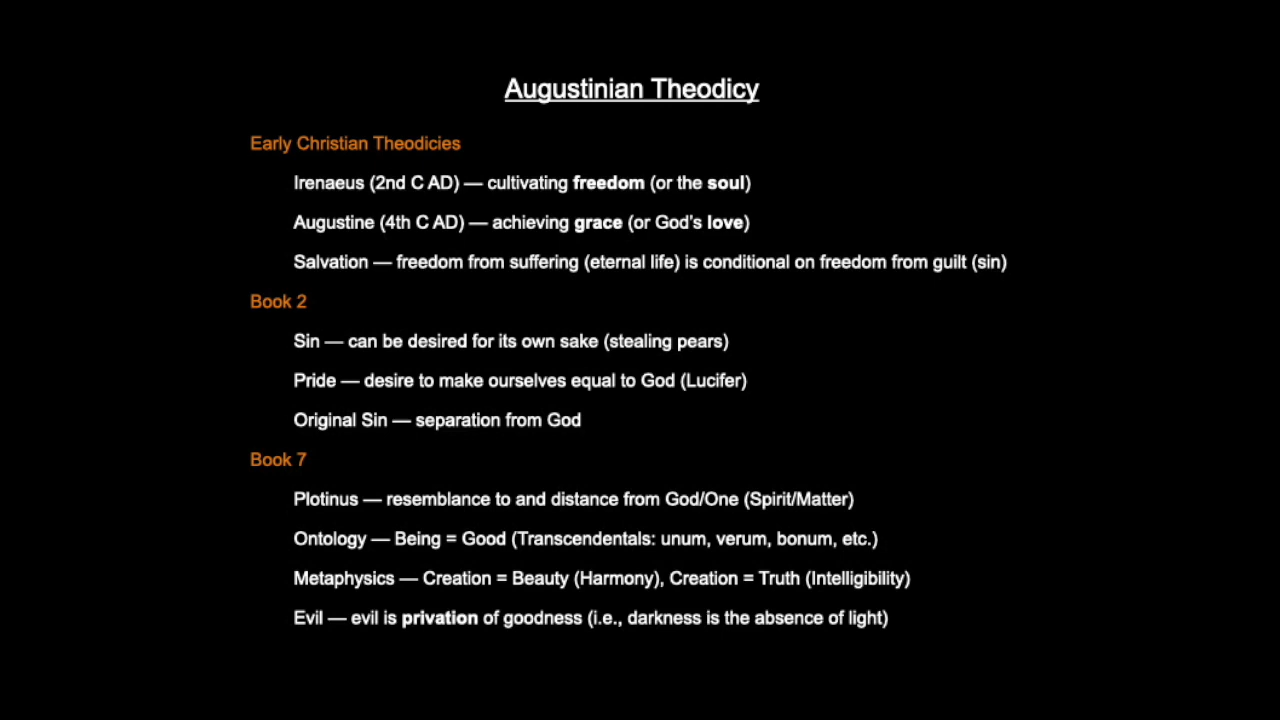 Augustinian Theodicy
Early Christian Theodicies
Irenaeus (2nd C AD) — cultivating freedom (or the soul)
Augustine (4th C AD) — achieving grace (or God's love)
Salvation — freedom from suffering (eternal life) is conditional on freedom from guilt (sin)
Book 2
Sin — can be desired for its own sake (stealing pears)
Pride — desire to make ourselves equal to God (Lucifer)
Original Sin — separation from God
Book 7
Plotinus — resemblance to and distance from God/One (Spirit/Matter)
Ontology — Being = Good (Transcendentals: unum, verum, bonum, etc.)
Metaphysics — Creation = Beauty (Harmony), Creation = Truth (Intelligibility)
Evil — evil is privation of goodness (i.e., darkness is the absence of light)